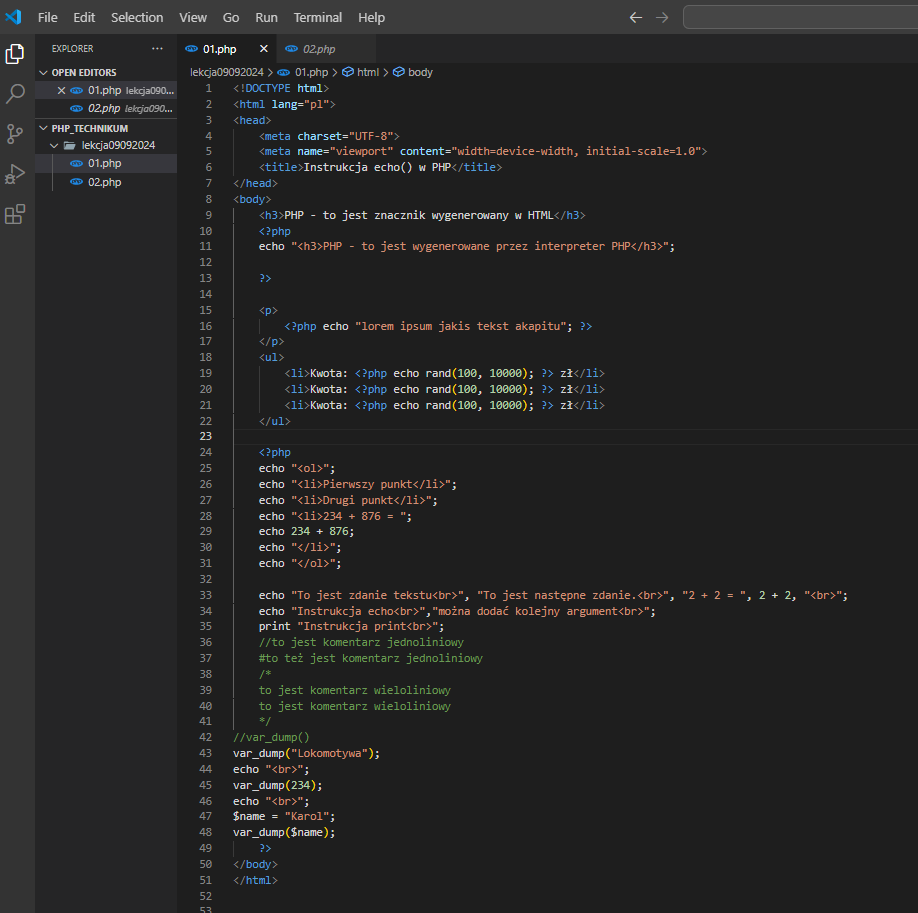 File Edit Selection View Go Run Terminal Help
EXPLORER ...
OPEN EDITORS
01.php lekcja090...
02.php lekcja090...
PHP_TECHNIKUM
lekcja09092024
01.php
02.php
01.php 02.php
lekcja09092024 > 01.php > html > body
1 <!DOCTYPE html>
2 <html lang="pl">
3 <head>
4 <meta charset="UTF-8">
5 <meta name="viewport" content="width=device-width, initial-scale=1.0">
6 <title>Instrukcja echo() w PHP</title>
7 </head>
8 <body>
9 <h3>PHP - to jest znacznik wygenerowany w HTML</h3>
10 <?php
11 echo "<h3>PHP - to jest wygenerowane przez interpreter PHP</h3>";
12
13 ?>
14
15 <p>
16 <?php echo "lorem ipsum jakis tekst akapitu"; ?>
17 </p>
18 <ul>
19 <li>Kwota: <?php echo rand(100, 10000); ?> zł</li>
20 <li>Kwota: <?php echo rand(100, 10000); ?> zł</li>
21 <li>Kwota: <?php echo rand(100, 10000); ?> zł</li>
22 </ul>
23
24 <?php
25 echo "<ol>";
26 echo "<li>Pierwszy punkt</li>";
27 echo "<li>Drugi punkt</li>";
28 echo "<li>234 + 876 = ";
29 echo 234 + 876;
30 echo "</li>";
31 echo "</ol>";
32
33 echo "To jest zdanie tekstu<br>", "To jest następne zdanie.<br>", "2 + 2 = ", 2 + 2, "<br>";
34 echo "Instrukcja echo<br>","można dodać kolejny argument<br>";
35 print "Instrukcja print<br>";
36 //to jest komentarz jednoliniowy
37 #to też jest komentarz jednoliniowy
38 /*
39 to jest komentarz wieloliniowy
40 to jest komentarz wieloliniowy
41 */
42 //var_dump()
43 var_dump("Lokomotywa");
44 echo "<br>";
45 var_dump(234);
46 echo "<br>";
47 $name = "Karol";
48 var_dump($name);
49 ?>
50 </body>
51 </html>
52
53